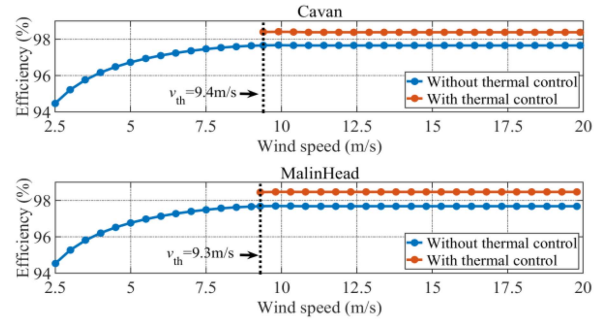 Cavan
Efficiency (%)
98
96
94
v_th=9.4m/s
Without thermal control
With thermal control
2.5 5 7.5 10 12.5 15 17.5 20
Wind speed (m/s)
MalinHead
Efficiency (%)
98
96
94
v_th=9.3m/s
Without thermal control
With thermal control
2.5 5 7.5 10 12.5 15 17.5 20
Wind speed (m/s)